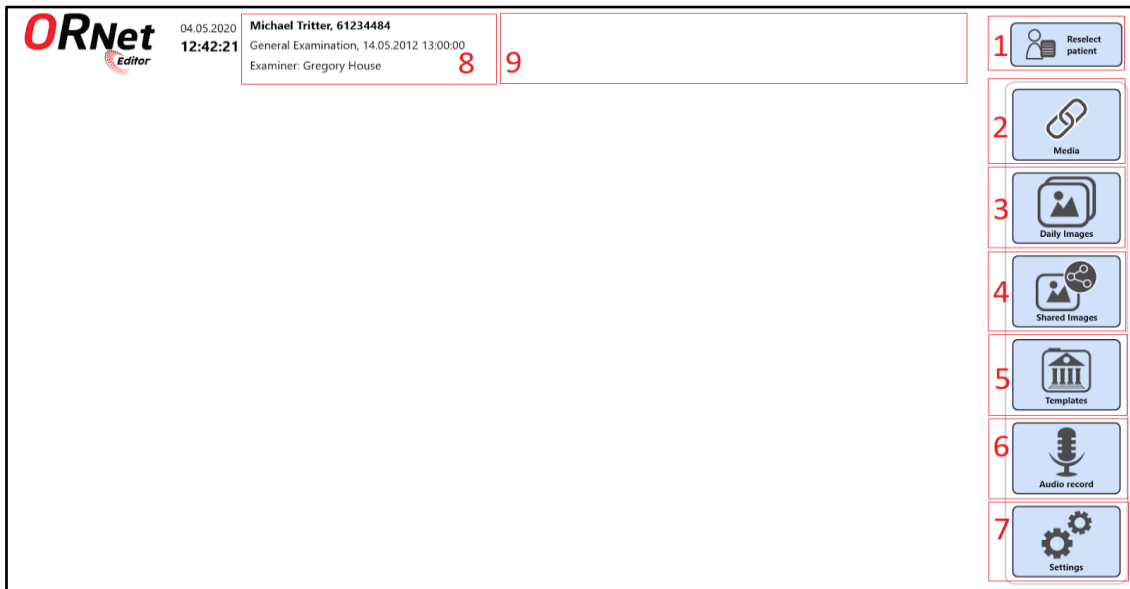 ORNet
Editor
04.05.2020
12:42:21
Michael Tritter, 61234484
General Examination, 14.05.2012 13:00:00
Examiner: Gregory House
8
9
1
Reselect
patient
2
Media
3
Daily Images
4
Shared Images
5
Templates
6
Audio record
7
Settings